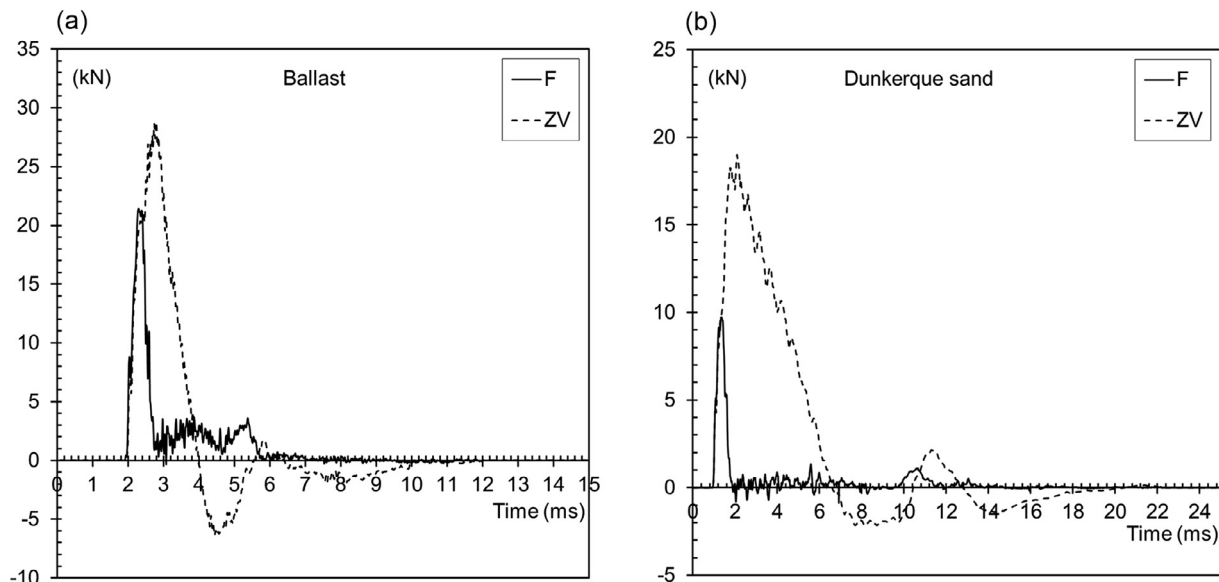 (a)
35
30
25
20
15
10
5
0
-5
-10
(kN)
Ballast
F
ZV
0 1 2 3 4 5 6 7 8 9 10 11 12 13 14 15
Time (ms)
(b)
25
20
15
10
5
0
-5
(kN)
Dunkerque sand
F
ZV
0 2 4 6 8 10 12 14 16 18 20 22 24
Time (ms)